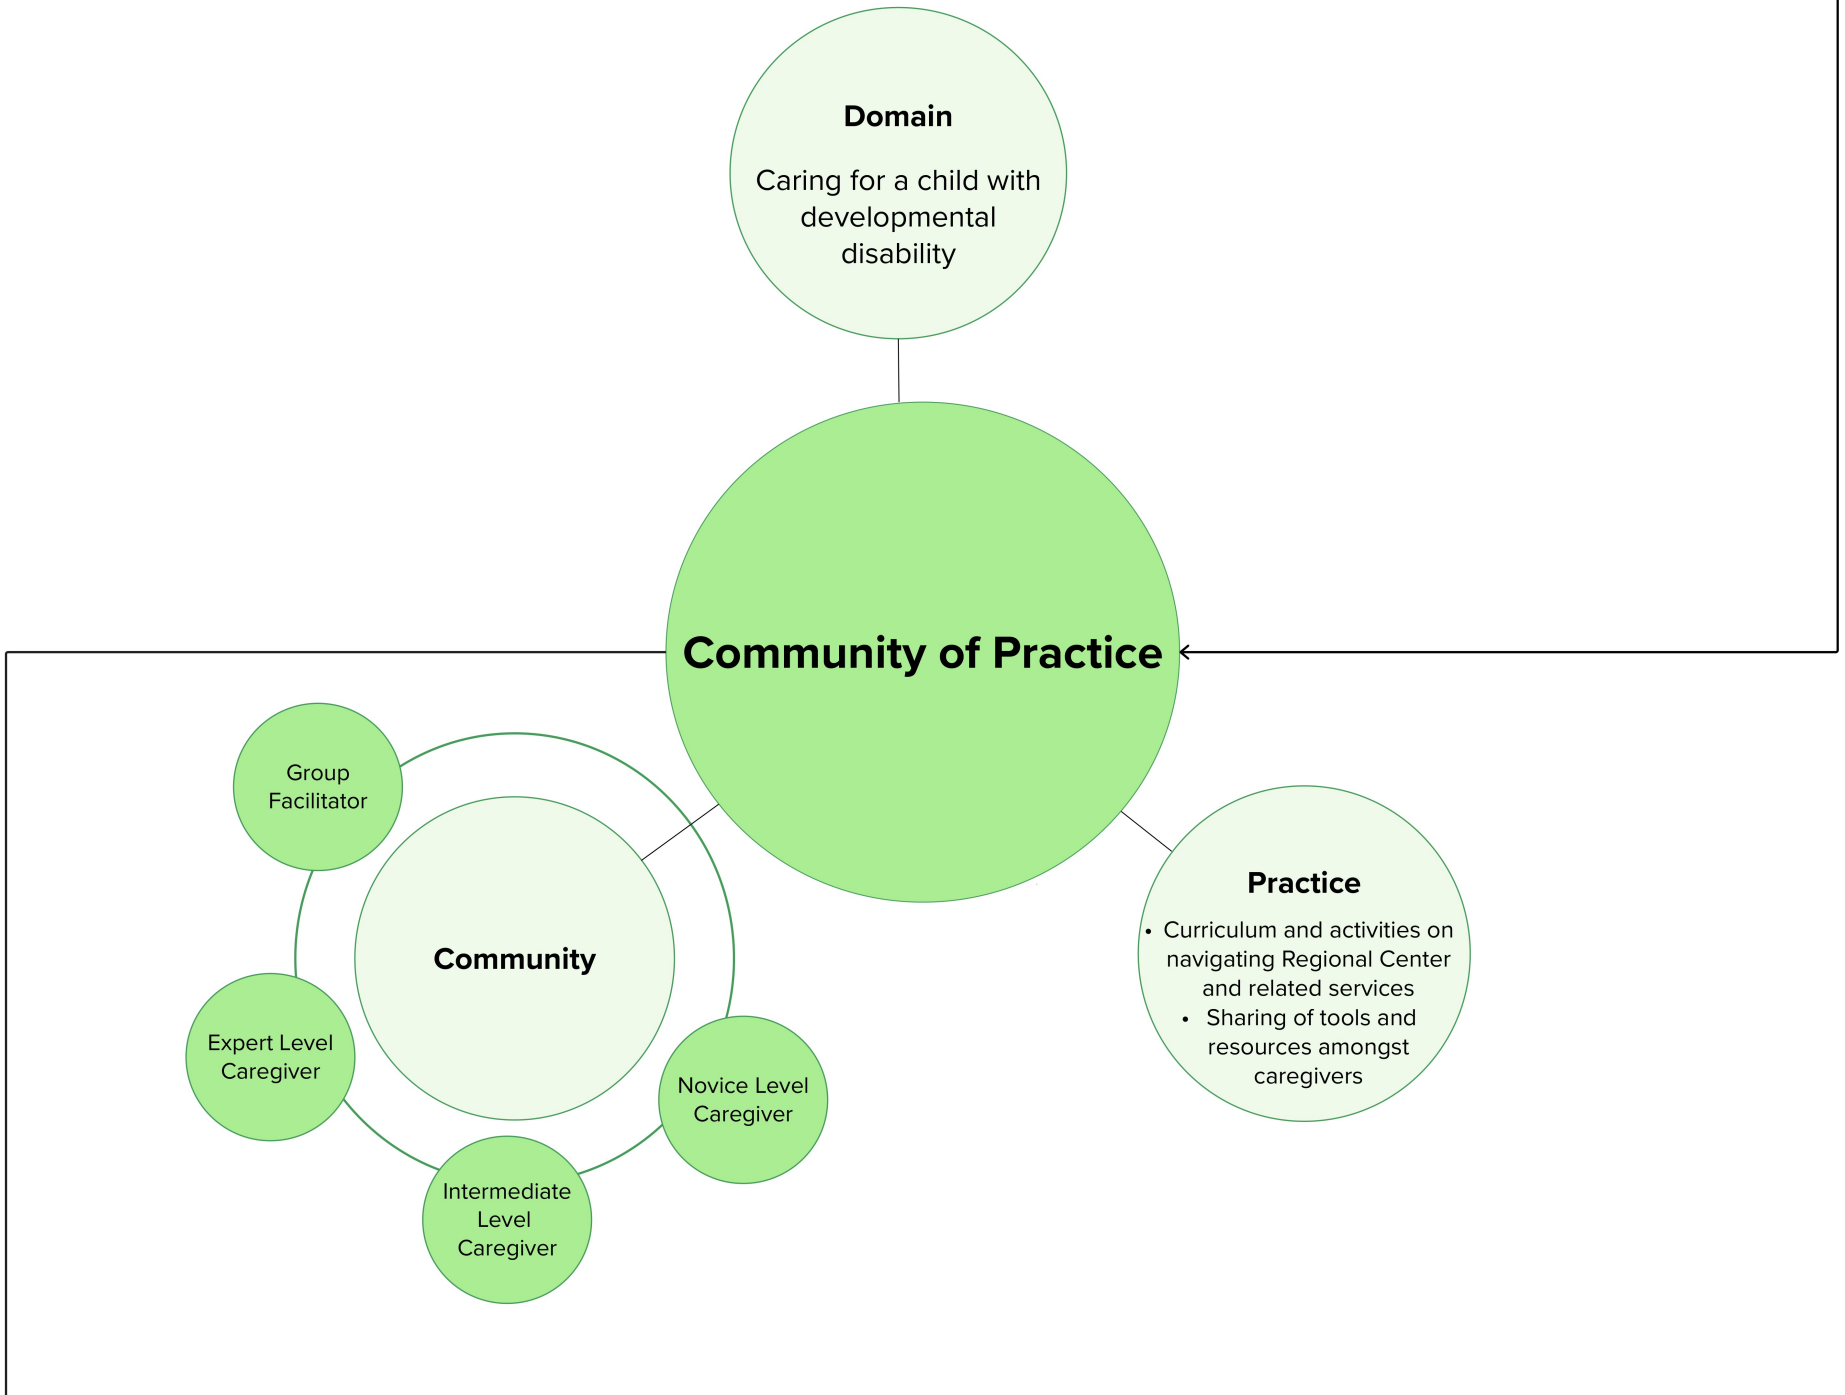 Domain
Caring for a child with
developmental
disability
Community of Practice
Group
Facilitator
Community
Expert Level
Caregiver
Intermediate
Level
Caregiver
Novice Level
Caregiver
Practice
• Curriculum and activities on
navigating Regional Center
and related services
• Sharing of tools and
resources amongst
caregivers